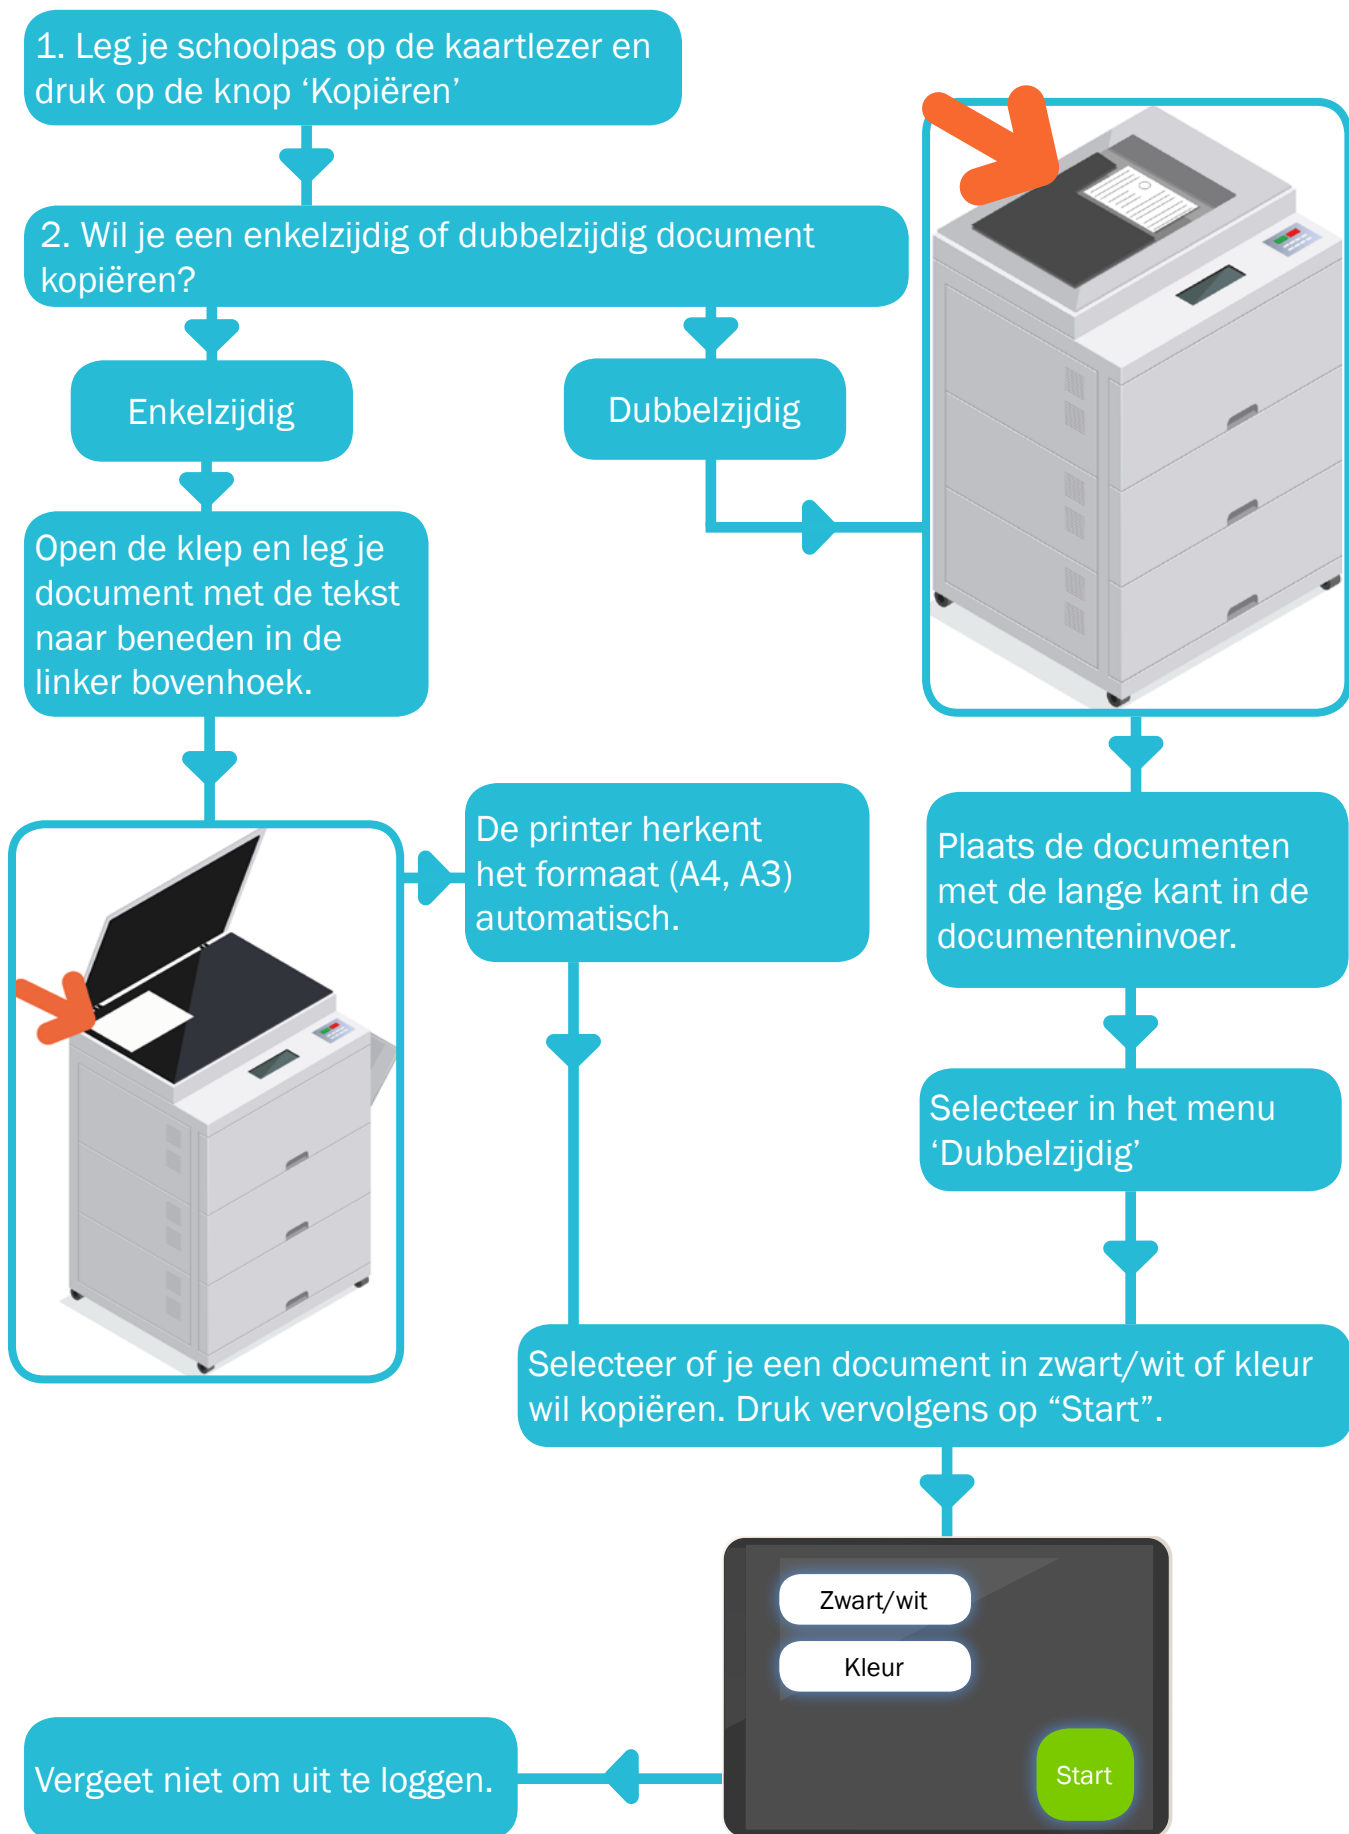 1. Leg je schoolpas op de kaartlezer en
druk op de knop ‘Kopiëren’
2. Wil je een enkelzijdig of dubbelzijdig document
kopiëren?
Enkelzijdig
Dubbelzijdig
Open de klep en leg je
document met de tekst
naar beneden in de
linker bovenhoek.
De printer herkent
het formaat (A4, A3)
automatisch.
Plaats de documenten
met de lange kant in de
documenteninvoer.
Selecteer in het menu
‘Dubbelzijdig’
Selecteer of je een document in zwart/wit of kleur
wil kopiëren. Druk vervolgens op “Start”.
Zwart/wit
Kleur
Start
Vergeet niet om uit te loggen.